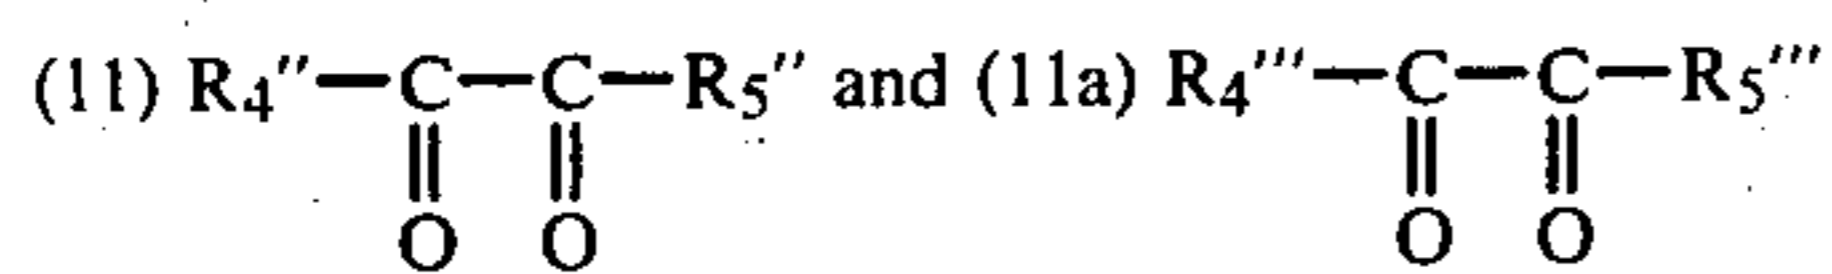 (11) R₄″—C—C—R₅″ and (11a) R₄‴—C—C—R₅‴
‖ ‖ ‖ ‖
O O O O